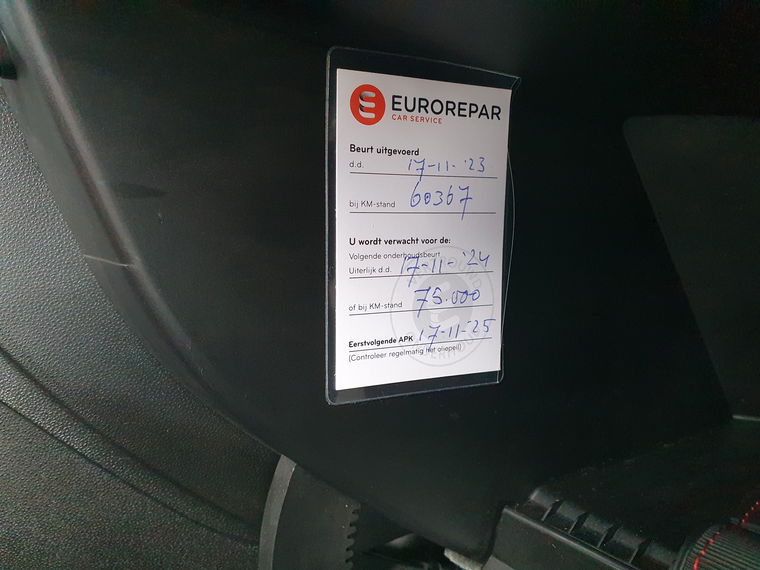 EUROREPAR
CAR SERVICE
Beurt uitgevoerd
d.d. 17-11-'23
bij KM-stand 60367
U wordt verwacht voor de:
Volgende onderhoudsbeurt
Uiterlijk d.d. 17-11-'24
of bij KM-stand 75.000
Eerstvolgende APK 17-11-'25
(Controleer regelmatig het oliepeil)